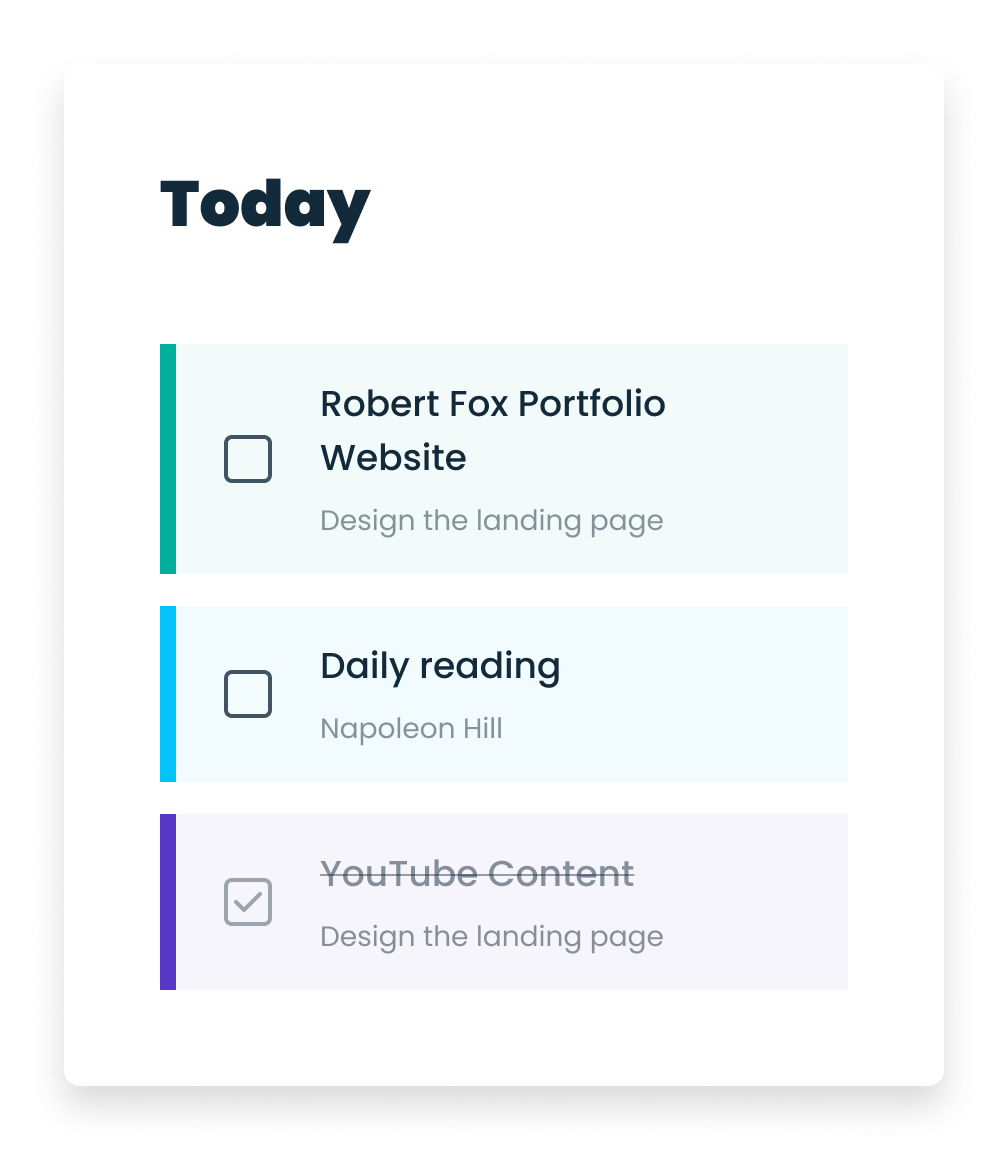 Today
Robert Fox Portfolio
Website
Design the landing page
Daily reading
Napoleon Hill
YouTube Content
Design the landing page